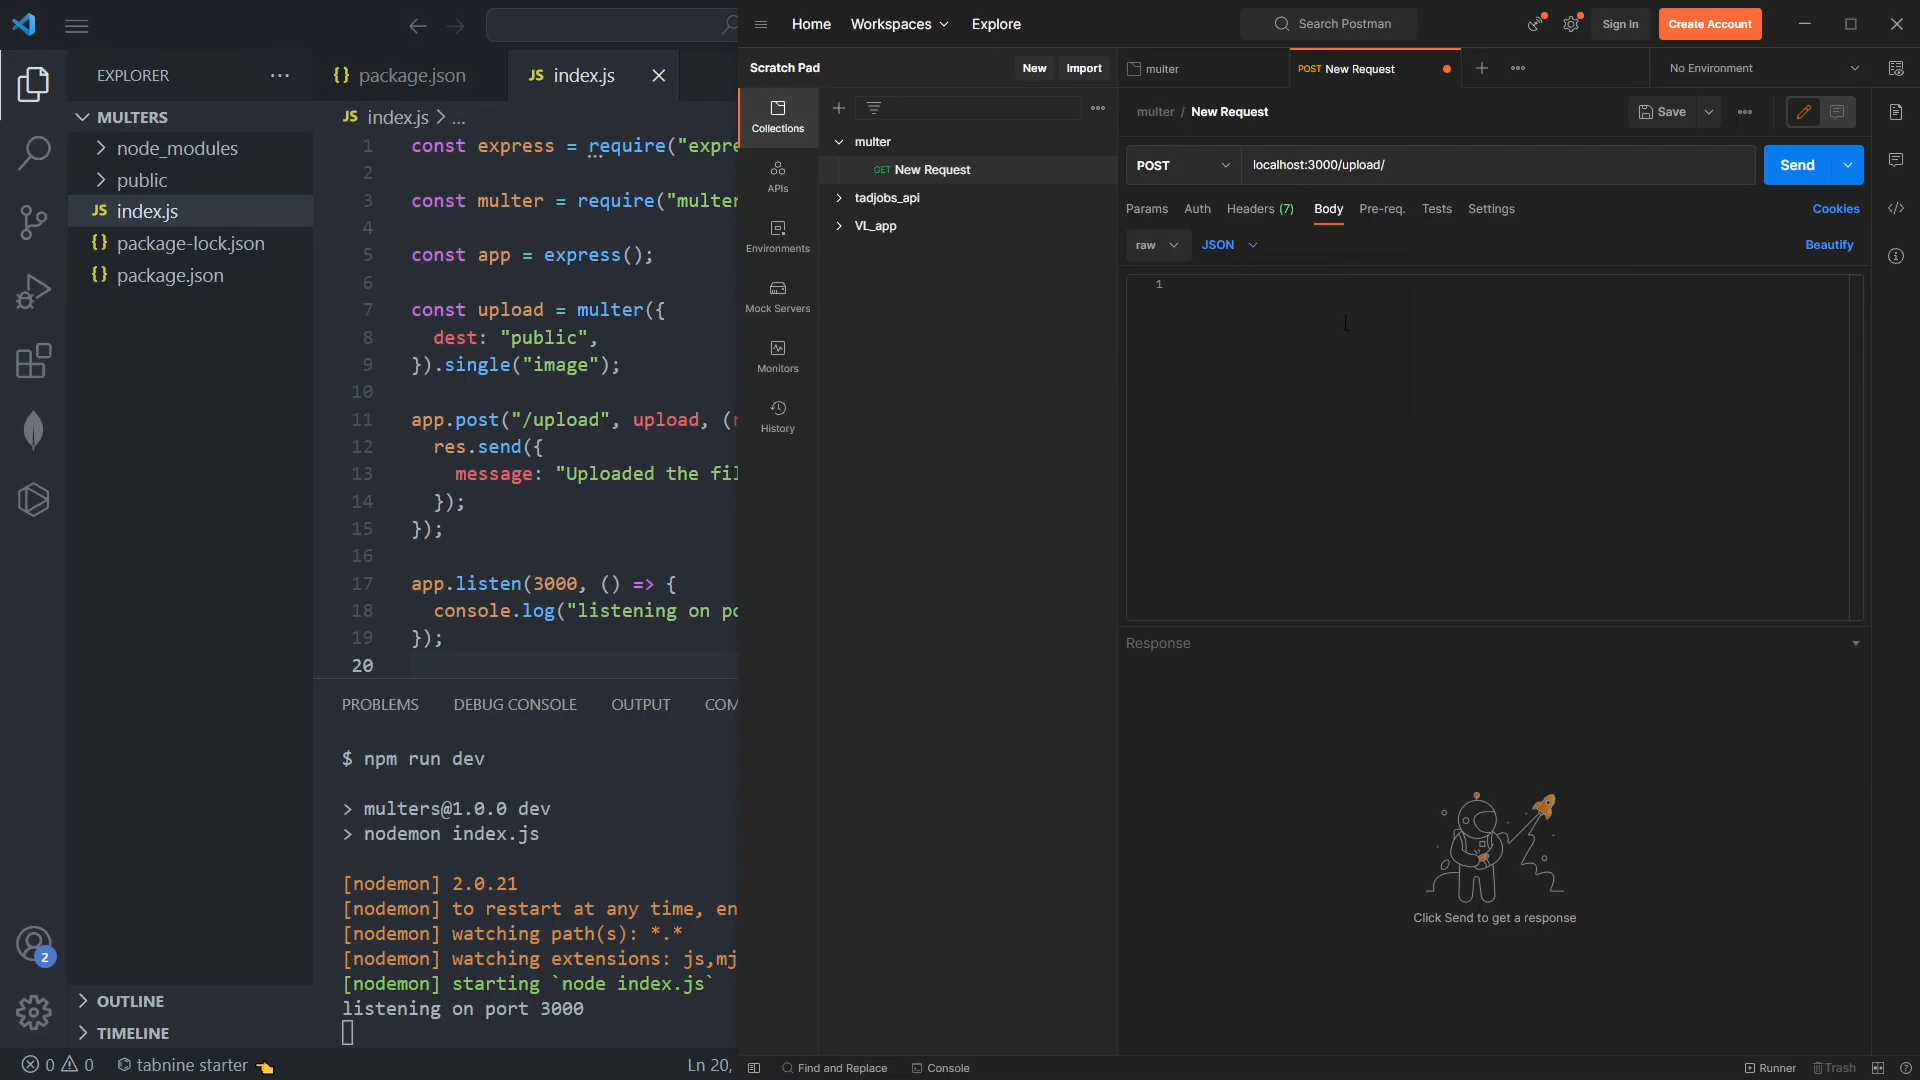 EXPLORER
MULTERS
node_modules
public
JS index.js
{} package-lock.json
{} package.json
OUTLINE
TIMELINE
2
0 0 tabnine starter
{} package.json
JS index.js
JS index.js > ...
1 const express = require("expre
2
3 const multer = require("multer
4
5 const app = express();
6
7 const upload = multer({
8 dest: "public",
9 }).single("image");
10
11 app.post("/upload", upload, (r
12 res.send({
13 message: "Uploaded the fil
14 });
15 });
16
17 app.listen(3000, () => {
18 console.log("listening on po
19 });
20
PROBLEMS DEBUG CONSOLE OUTPUT COM
$ npm run dev
> multers@1.0.0 dev
> nodemon index.js
[nodemon] 2.0.21
[nodemon] to restart at any time, en
[nodemon] watching path(s): *.*
[nodemon] watching extensions: js,mj
[nodemon] starting `node index.js`
listening on port 3000
Ln 20,
Home Workspaces Explore
Search Postman
Sign In
Create Account
Scratch Pad
New
Import
Collections
APIs
Environments
Mock Servers
Monitors
History
multer
GET New Request
tadjobs_api
VL_app
multer
POST New Request
No Environment
multer / New Request
Save
POST
localhost:3000/upload/
Send
Params Auth Headers (7) Body Pre-req. Tests Settings
Cookies
raw JSON
Beautify
1
Response
Click Send to get a response
Find and Replace
Console
Runner
Trash